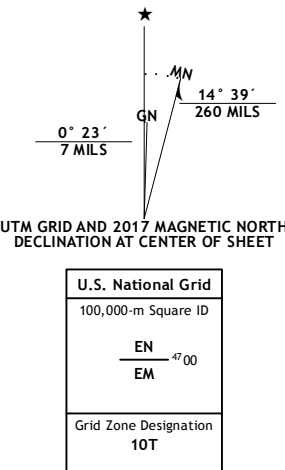 ★
MN
14° 39´
260 MILS
GN
0° 23´
7 MILS
UTM GRID AND 2017 MAGNETIC NORTH
DECLINATION AT CENTER OF SHEET
U.S. National Grid
100,000-m Square ID
EN
4700
EM
Grid Zone Designation
10T